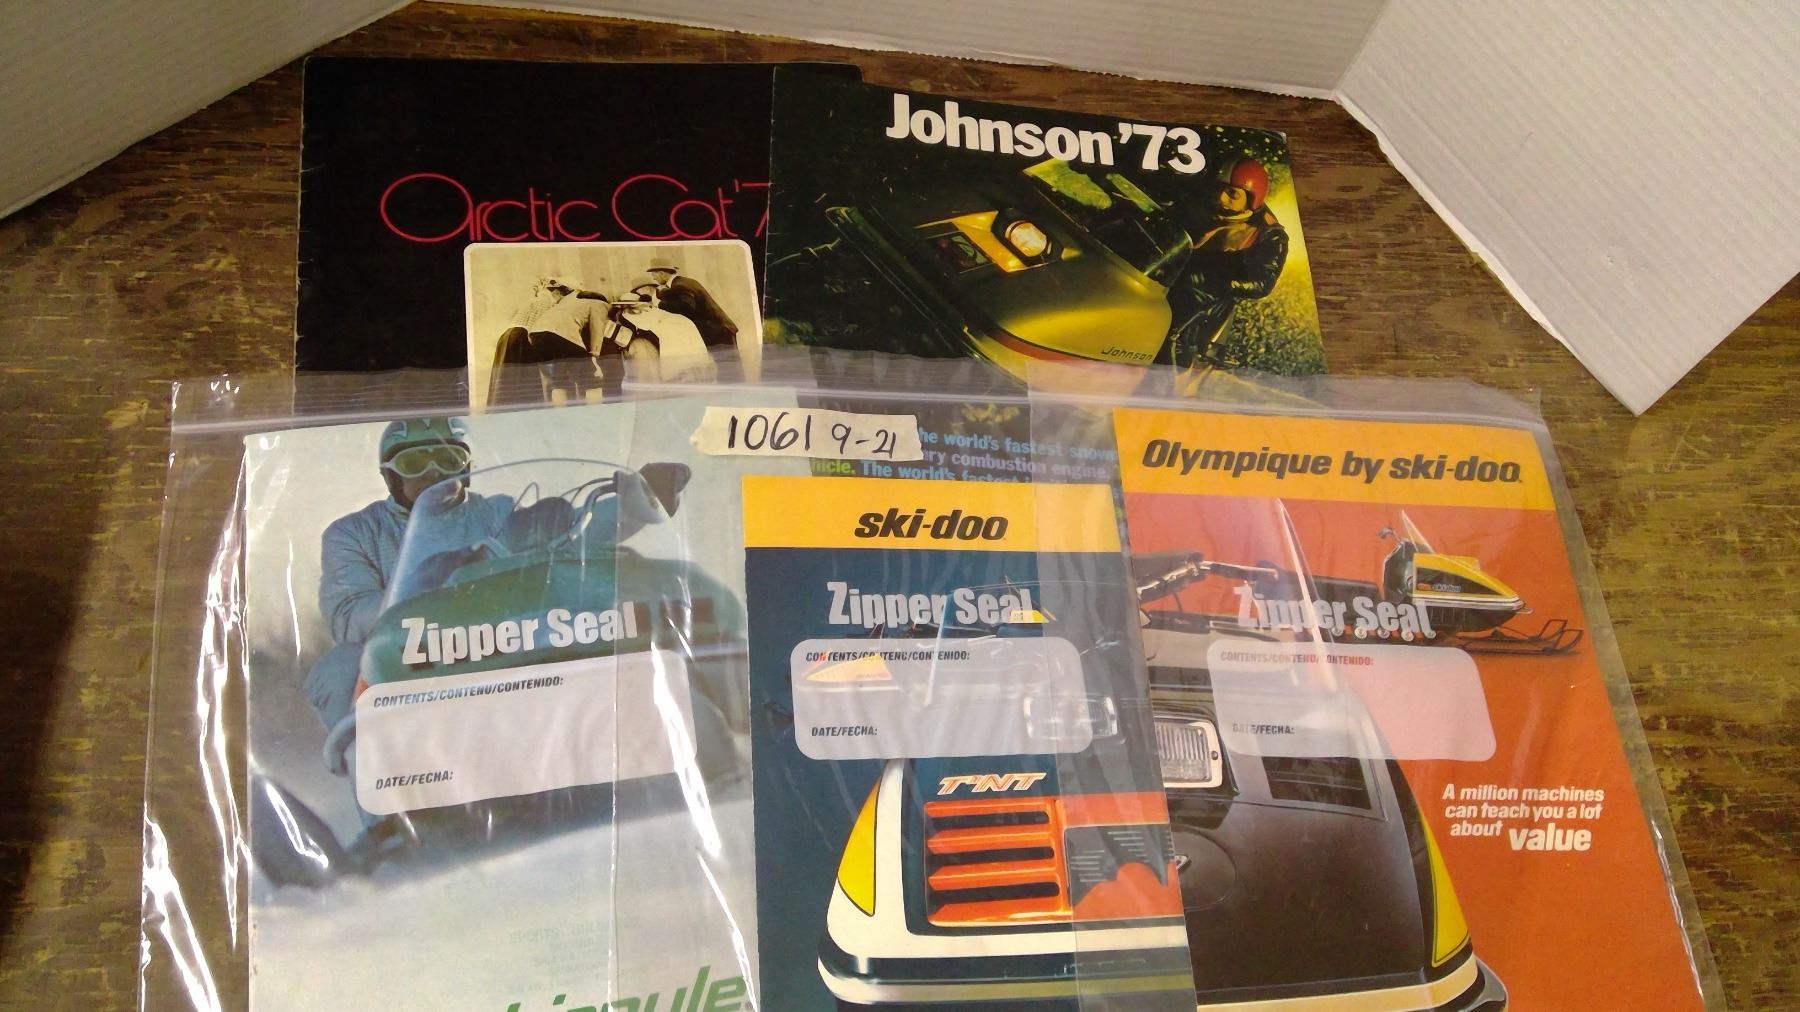 Johnson '73
Arctic Cat '7
Johnson
1061 9-21
he world's fastest snow
ary combustion engine.
hicle. The world's fastest
Olympique by ski-doo
ski-doo
Zipper Seal
CONTENTS/CONTENU/CONTENIDO:
DATE/FECHA:
Zipper Seal
CONTENTS/CONTENU/CONTENIDO:
DATE/FECHA:
Zipper Seal
CONTENTS/CONTENU/CONTENIDO:
DATE/FECHA:
T'NT
A million machines
can teach you a lot
about value